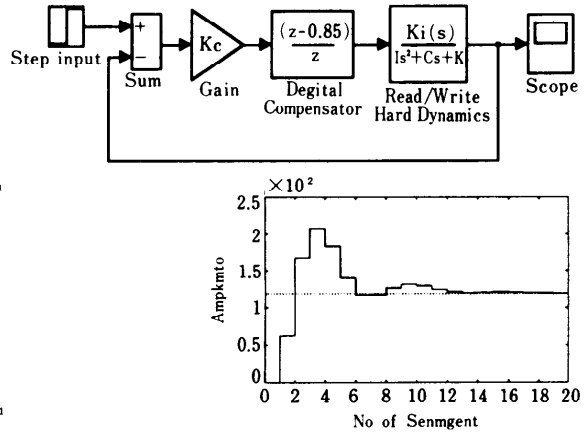 Step input
+
−
Sum
Kc
Gain
(z-0.85)
z
Degital
Compensator
Ki(s)
Is²+Cs+K
Read/Write
Hard Dynamics
Scope
×10²
2.5
2
1.5
1
0.5
0
0 2 4 6 8 10 12 14 16 18 20
Ampkmto
No of Senmgent